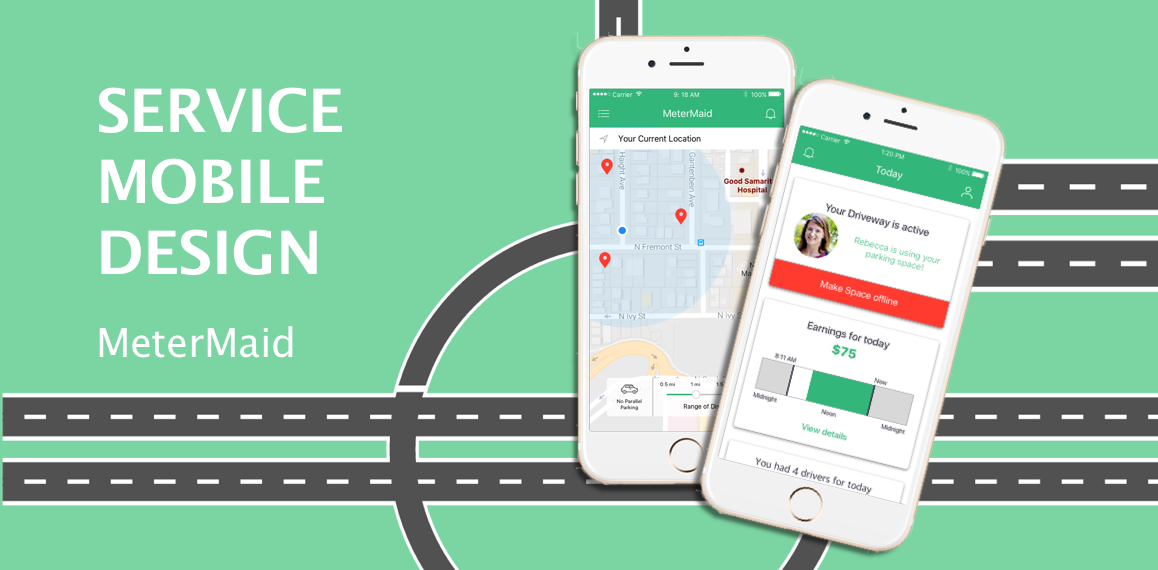 SERVICE
MOBILE
DESIGN
MeterMaid
Carrier
9:18 AM
100%
MeterMaid
Your Current Location
Haight Ave
Gantenbein Ave
Good Samarit
Hospital
N Fremont St
N
Ma
N Ivy St
N Ivy
No Parallel
Parking
0.5 mi
1 mi
1.5
Range of Di
Carrier
1:20 PM
100%
Today
Your Driveway is active
Rebecca is using your
parking space!
Make Space offline
Earnings for today
$75
8:11 AM
Now
Midnight
Noon
Midnight
View details
You had 4 drivers for today